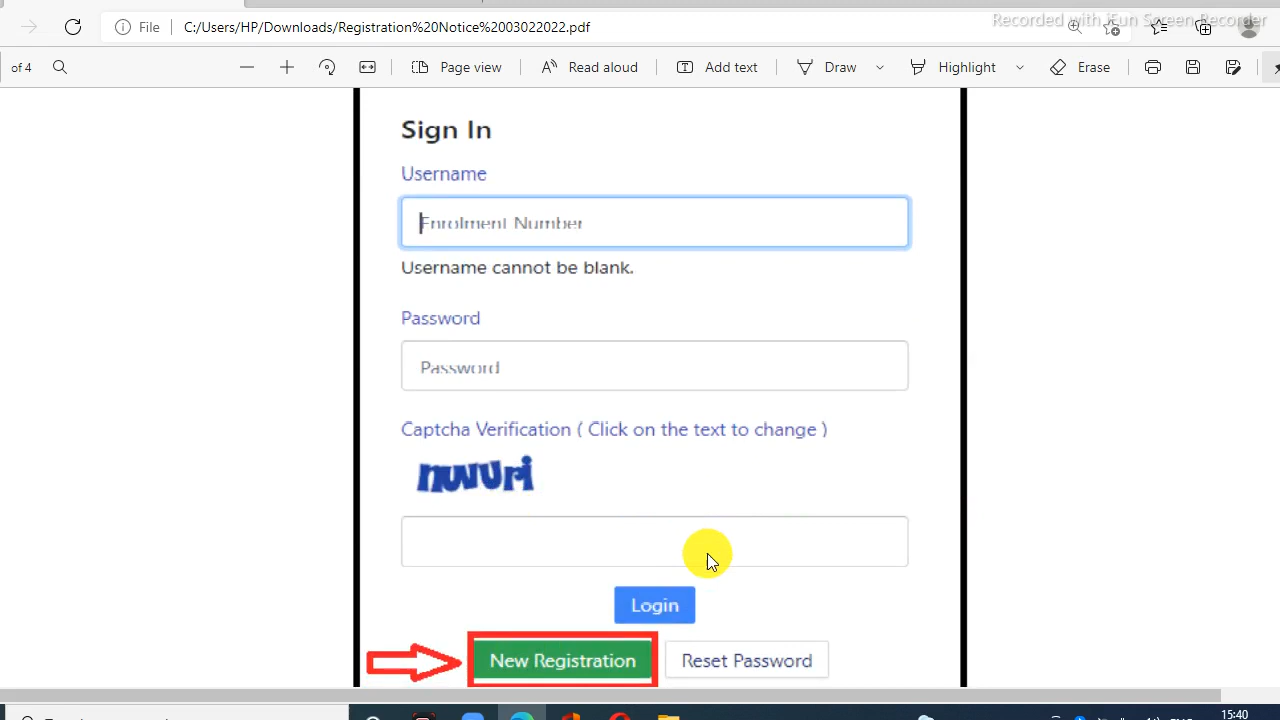 Recorded with iFun Screen Recorder
File C:/Users/HP/Downloads/Registration%20Notice%2003022022.pdf
of 4 Page view Read aloud Add text Draw Highlight Erase
Sign In
Username
Enrolment Number
Username cannot be blank.
Password
Password
Captcha Verification ( Click on the text to change )
nuvuri
Login
New Registration Reset Password
15:40